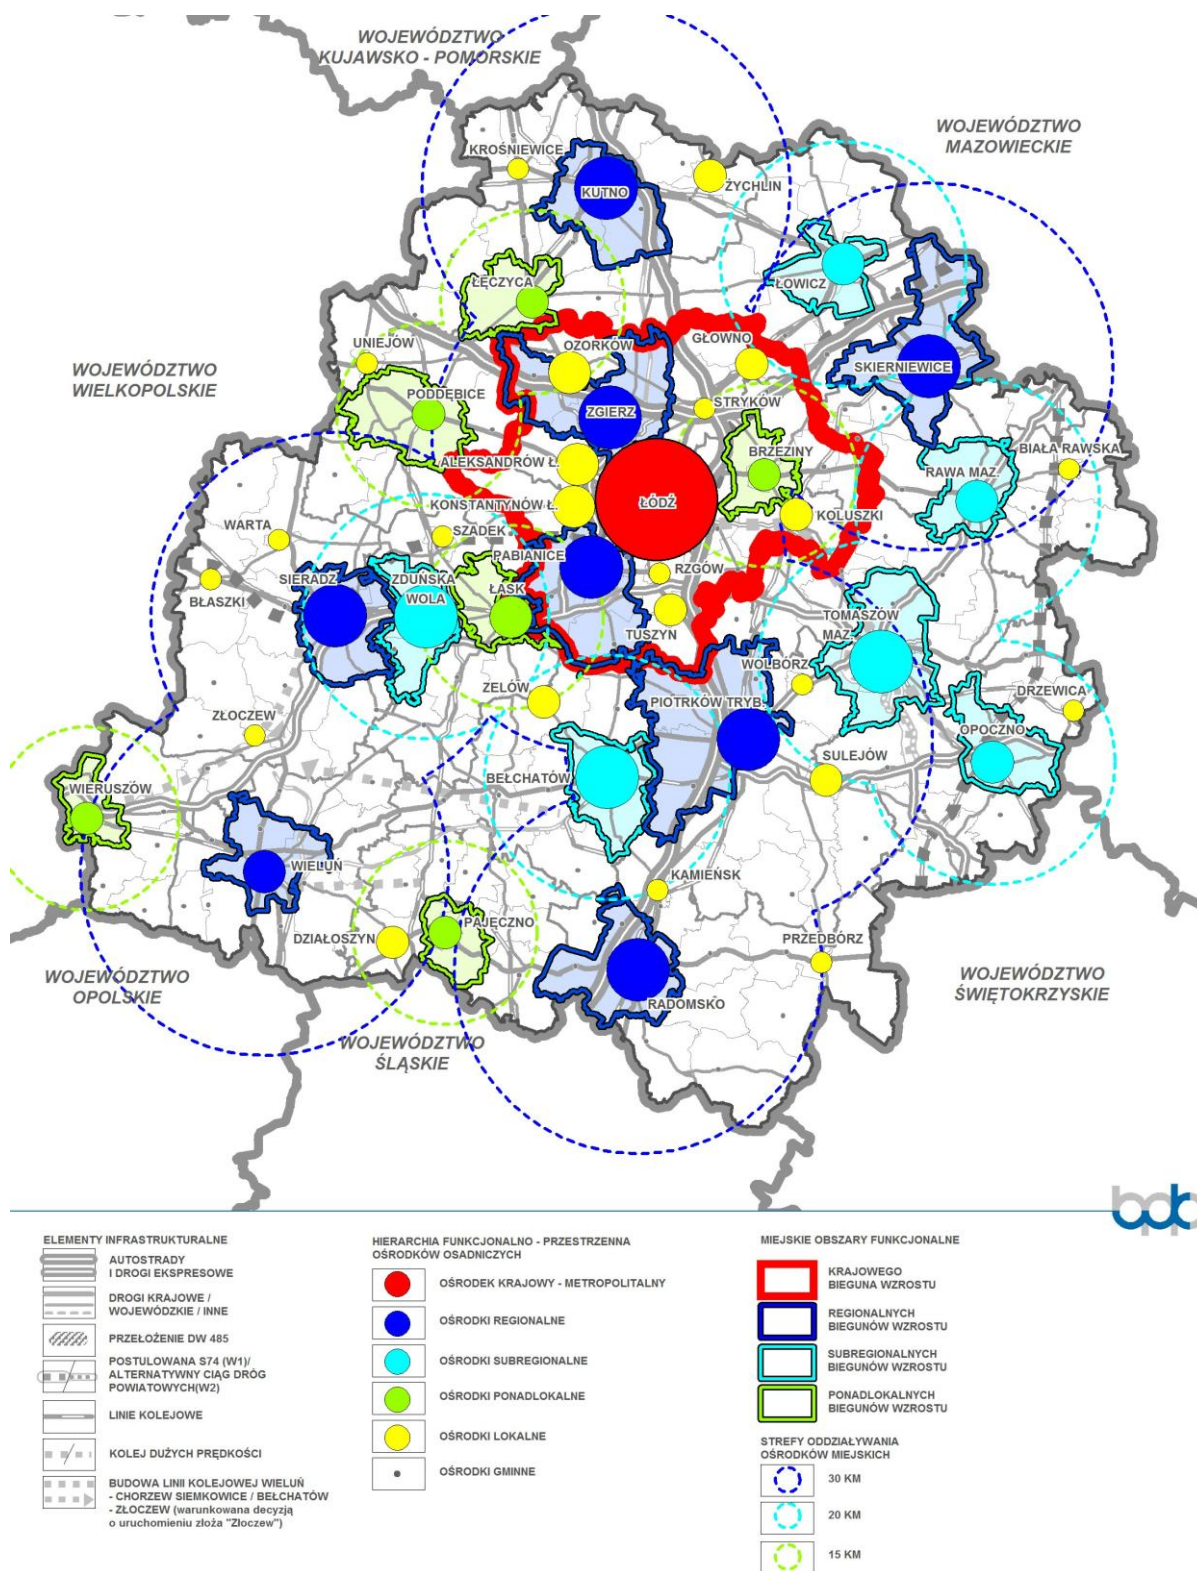 WOJEWÓDZTWO
KUJAWSKO - POMORSKIE
WOJEWÓDZTWO
MAZOWIECKIE
KROŚNIEWICE
KUTNO
ŻYCHLIN
ŁĘCZYCA
ŁOWICZ
UNIEJÓW
OZORKÓW
GŁOWNO
SKIERNIEWICE
WOJEWÓDZTWO
WIELKOPOLSKIE
PODDĘBICE
ZGIERZ
STRYKÓW
ALEKSANDRÓW Ł.
BRZEZINY
BIAŁA RAWSKA
RAWA MAZ.
KONSTANTYNÓW Ł.
ŁÓDŹ
KOLUSZKI
WARTA
SZADEK
PABIANICE
RZGÓW
SIERADZ
ZDUŃSKA
WOLA
ŁASK
BŁASZKI
TUSZYN
TOMASZÓW
MAZ.
WOLBÓRZ
ZELÓW
PIOTRKÓW TRYB.
DRZEWICA
ZŁOCZEW
OPOCZNO
SULEJÓW
BEŁCHATÓW
WIERUSZÓW
WIELUŃ
KAMIEŃSK
PAJĘCZNO
DZIAŁOSZYN
PRZEDBÓRZ
RADOMSKO
WOJEWÓDZTWO
OPOLSKIE
WOJEWÓDZTWO
ŚWIĘTOKRZYSKIE
WOJEWÓDZTWO
ŚLĄSKIE
bpp
ELEMENTY INFRASTRUKTURALNE
AUTOSTRADY
I DROGI EKSPRESOWE
DROGI KRAJOWE /
WOJEWÓDZKIE / INNE
PRZEŁOŻENIE DW 485
POSTULOWANA S74 (W1)/
ALTERNATYWNY CIĄG DRÓG
POWIATOWYCH(W2)
LINIE KOLEJOWE
KOLEJ DUŻYCH PRĘDKOŚCI
BUDOWA LINII KOLEJOWEJ WIELUŃ
- CHORZEW SIEMKOWICE / BEŁCHATÓW
- ZŁOCZEW (warunkowana decyzją
o uruchomieniu złoża "Złoczew")
HIERARCHIA FUNKCJONALNO - PRZESTRZENNA
OŚRODKÓW OSADNICZYCH
OŚRODEK KRAJOWY - METROPOLITALNY
OŚRODKI REGIONALNE
OŚRODKI SUBREGIONALNE
OŚRODKI PONADLOKALNE
OŚRODKI LOKALNE
OŚRODKI GMINNE
MIEJSKIE OBSZARY FUNKCJONALNE
KRAJOWEGO
BIEGUNA WZROSTU
REGIONALNYCH
BIEGUNÓW WZROSTU
SUBREGIONALNYCH
BIEGUNÓW WZROSTU
PONADLOKALNYCH
BIEGUNÓW WZROSTU
STREFY ODDZIAŁYWANIA
OŚRODKÓW MIEJSKICH
30 KM
20 KM
15 KM